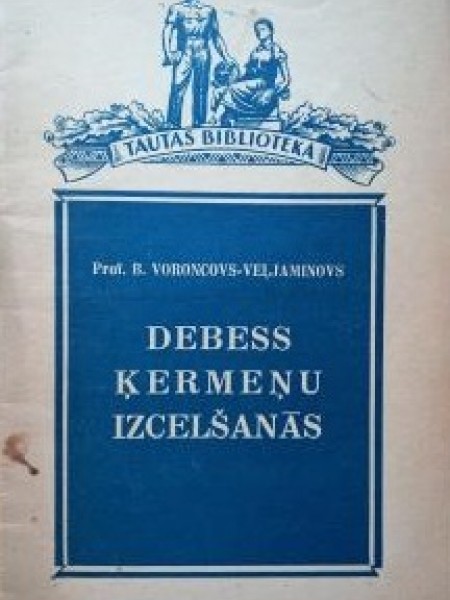 TAUTAS BIBLIOTEKA
Prof. B. VORONCOVS-VEĻJAMINOVS
DEBESS
ĶERMEŅU
IZCELŠANĀS